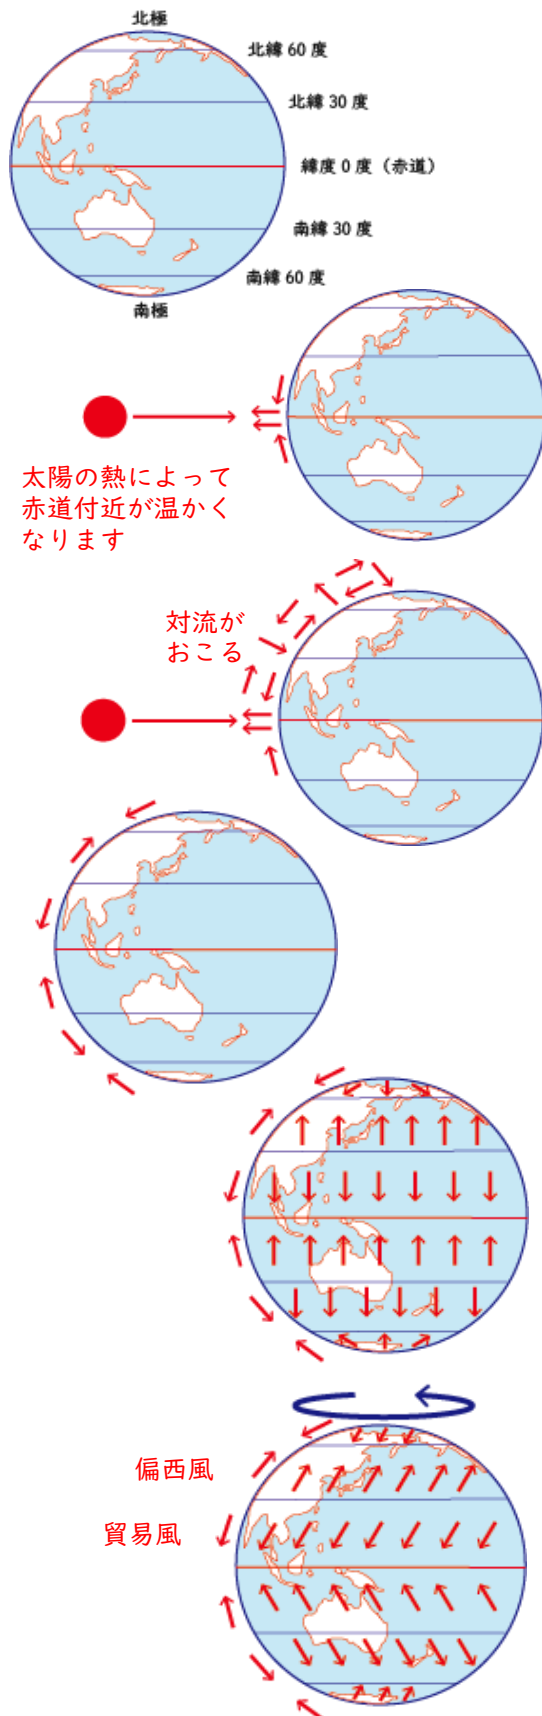 北極
北緯 60 度
北緯 30 度
緯度 0 度（赤道）
南緯 30 度
南緯 60 度
南極
太陽の熱によって
赤道付近が温かく
なります
対流が
おこる
偏西風
貿易風